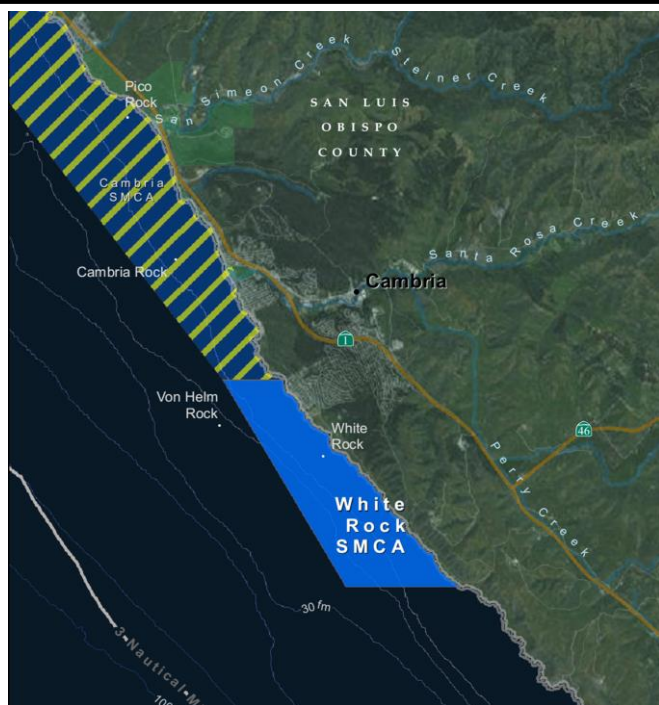 Pico
Rock
San Simeon Creek
Steiner Creek
SAN LUIS
OBISPO
COUNTY
Cambria
SMCA
Santa Rosa Creek
Cambria Rock
Cambria
1
Von Helm
Rock
White
Rock
46
Perry Creek
White
Rock
SMCA
30 fm
3-Nautical-M
100